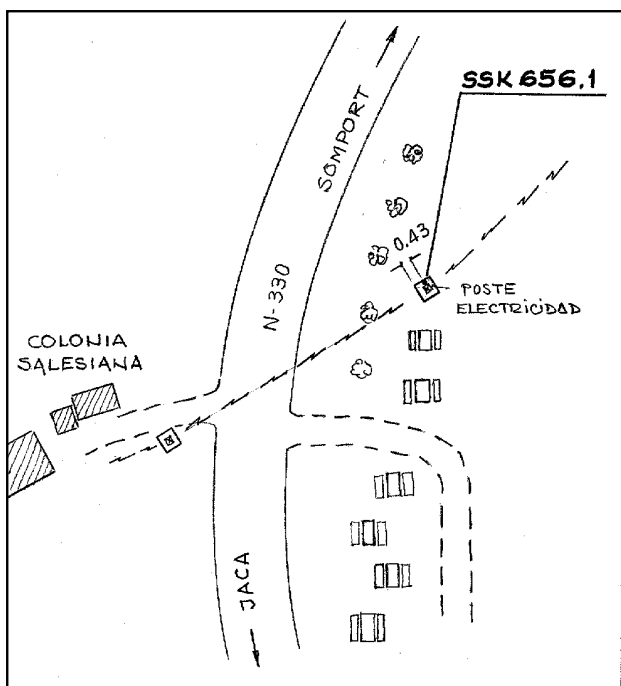 SSK 656.1
SOMPORT
0.43
N-330
POSTE
ELECTRICIDAD
COLONIA
SALESIANA
JACA